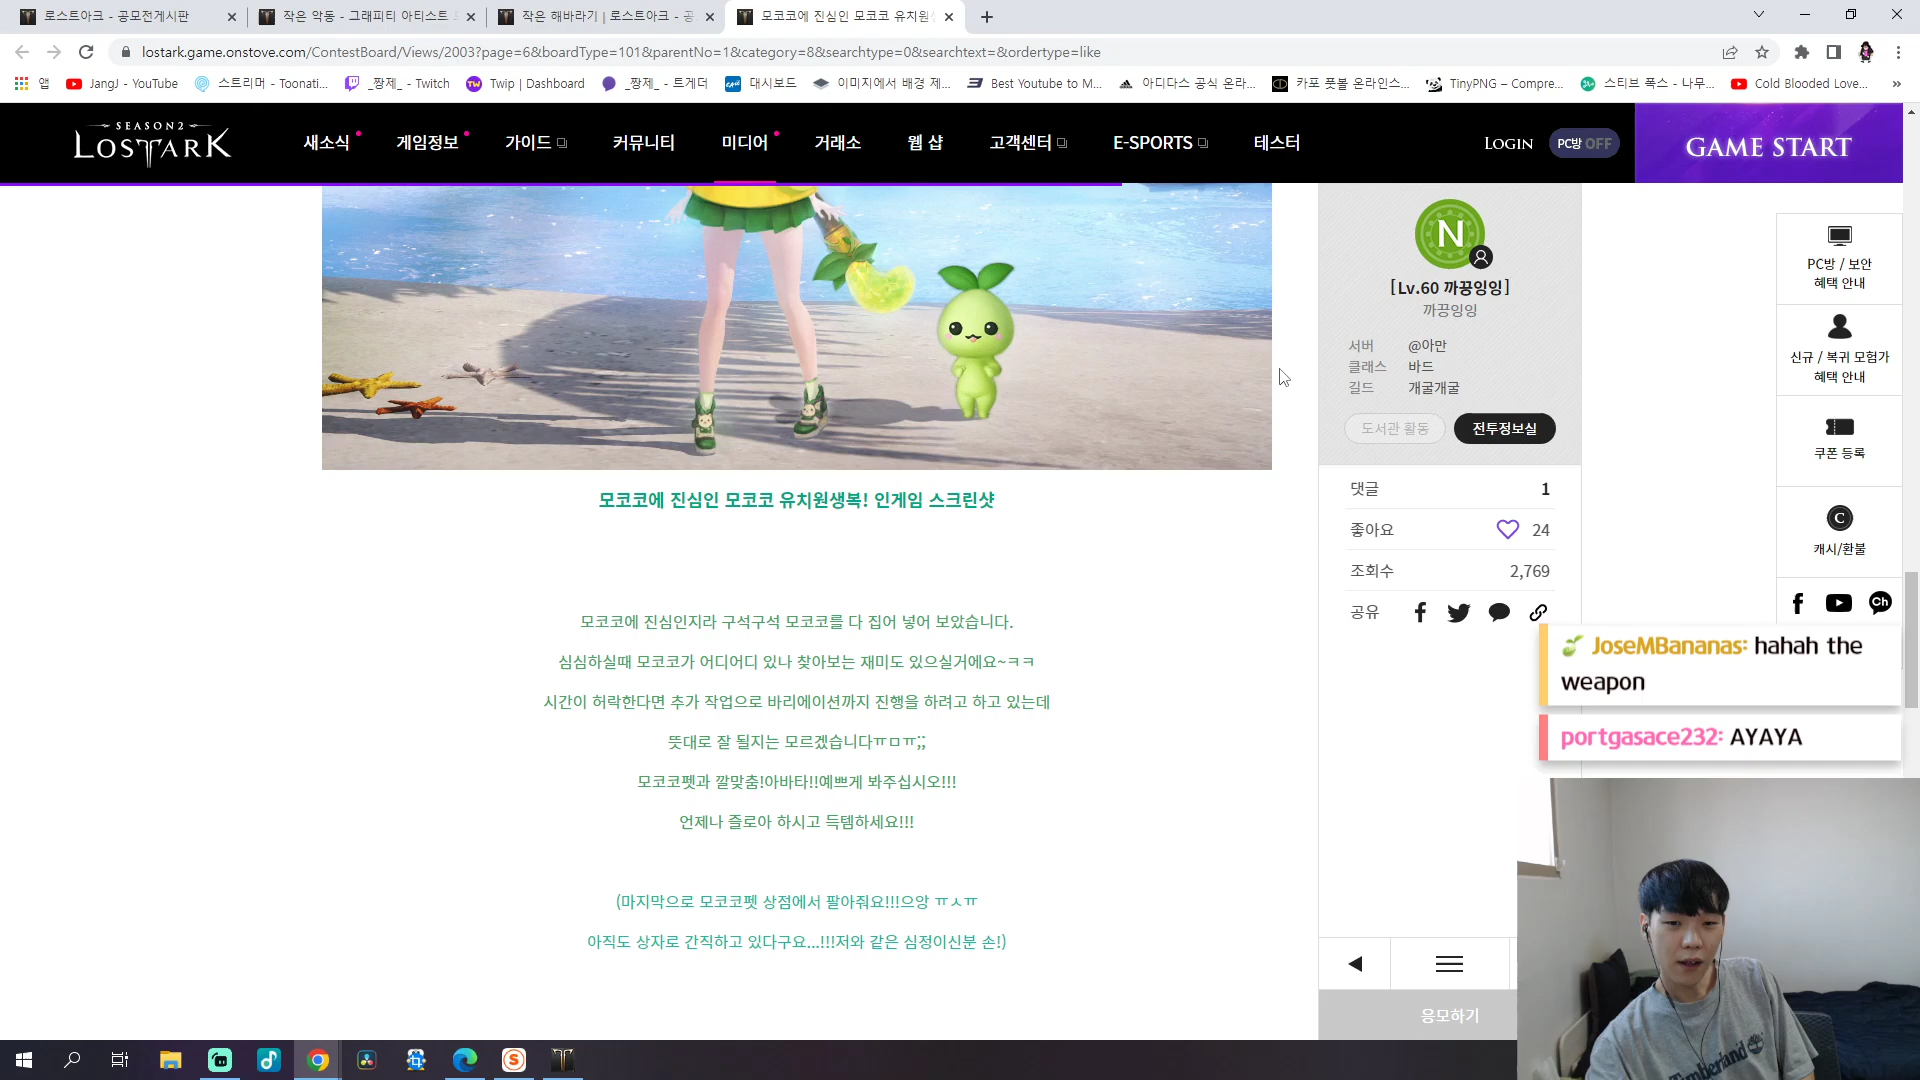 로스트아크 - 공모전게시판
작은 악동 - 그래피티 아티스트
작은 해바라기 | 로스트아크 - 공
모코코에 진심인 모코코 유치원생
lostark.game.onstove.com/ContestBoard/Views/2003?page=6&boardType=101&parentNo=1&category=8&searchtype=0&searchtext=&ordertype=like
앱
JangJ - YouTube
스트리머 - Toonati...
_짱제_ - Twitch
Twip | Dashboard
_짱제_ - 트게더
대시보드
이미지에서 배경 제...
Best Youtube to M...
아디다스 공식 온라...
카포 풋볼 온라인스...
TinyPNG – Compre...
스티브 폭스 - 나무...
Cold Blooded Love...
»
SEASON2
LOSTARK
새소식
게임정보
가이드
커뮤니티
미디어
거래소
웹 샵
고객센터
E-SPORTS
테스터
LOGIN
PC방 OFF
GAME START
N
[Lv.60 까꿍잉잉]
까꿍잉잉
서버 @아만
클래스 바드
길드 개굴개굴
도서관 활동
전투정보실
댓글 1
좋아요 24
조회수 2,769
공유
PC방 / 보안
혜택 안내
신규 / 복귀 모험가
혜택 안내
쿠폰 등록
C
캐시/환불
Ch
모코코에 진심인 모코코 유치원생복! 인게임 스크린샷
모코코에 진심인지라 구석구석 모코코를 다 집어 넣어 보았습니다.
심심하실때 모코코가 어디어디 있나 찾아보는 재미도 있으실거에요~ㅋㅋ
시간이 허락한다면 추가 작업으로 바리에이션까지 진행을 하려고 하고 있는데
뜻대로 잘 될지는 모르겠습니다ㅠㅁㅠ;;
모코코펫과 깔맞춤!아바타!!예쁘게 봐주십시오!!!
언제나 즐로아 하시고 득템하세요!!!
(마지막으로 모코코펫 상점에서 팔아줘요!!!으앙 ㅠㅅㅠ
아직도 상자로 간직하고 있다구요...!!!저와 같은 심정이신분 손!)
JoseMBananas: hahah the
weapon
portgasace232: AYAYA
응모하기
Timberland